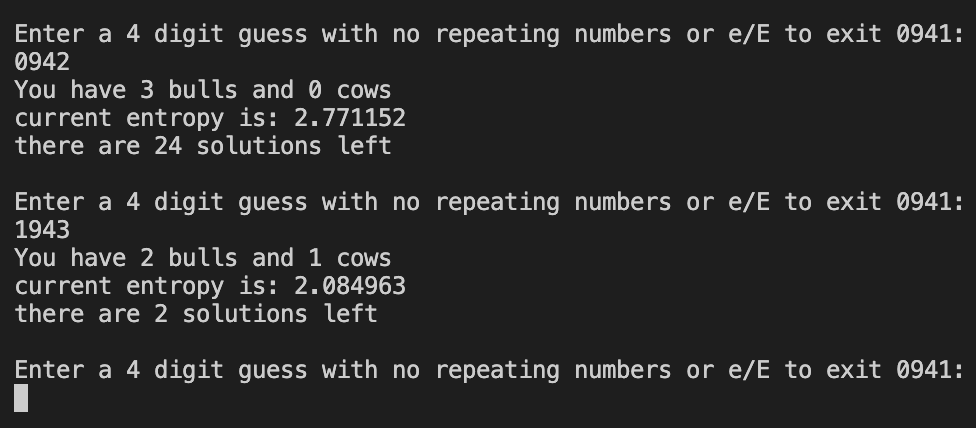 Enter a 4 digit guess with no repeating numbers or e/E to exit 0941:
0942
You have 3 bulls and 0 cows
current entropy is: 2.771152
there are 24 solutions left
Enter a 4 digit guess with no repeating numbers or e/E to exit 0941:
1943
You have 2 bulls and 1 cows
current entropy is: 2.084963
there are 2 solutions left
Enter a 4 digit guess with no repeating numbers or e/E to exit 0941: